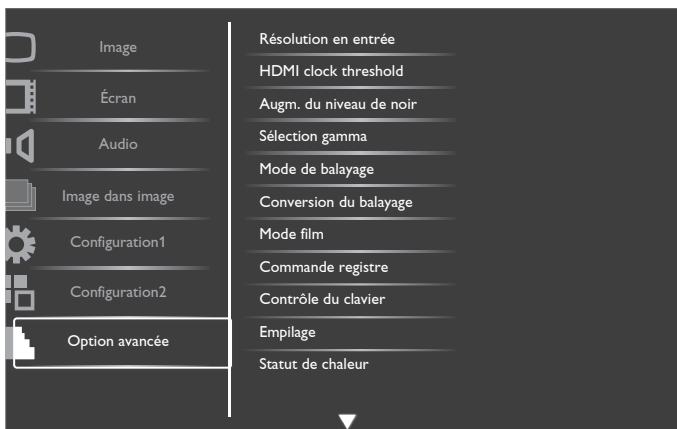 Image
Écran
Audio
Image dans image
Configuration1
Configuration2
Option avancée
Résolution en entrée
HDMI clock threshold
Augm. du niveau de noir
Sélection gamma
Mode de balayage
Conversion du balayage
Mode film
Commande registre
Contrôle du clavier
Empilage
Statut de chaleur